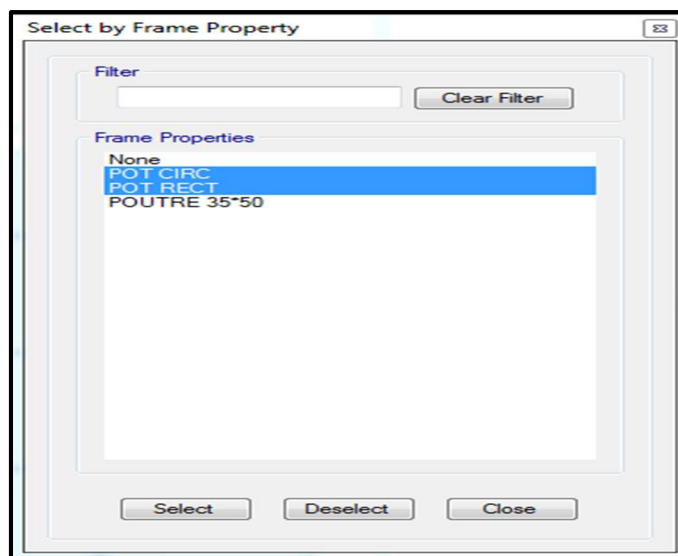 Select by Frame Property
Filter
Clear Filter
Frame Properties
None
POT CIRC
POT RECT
POUTRE 35*50
Select Deselect Close